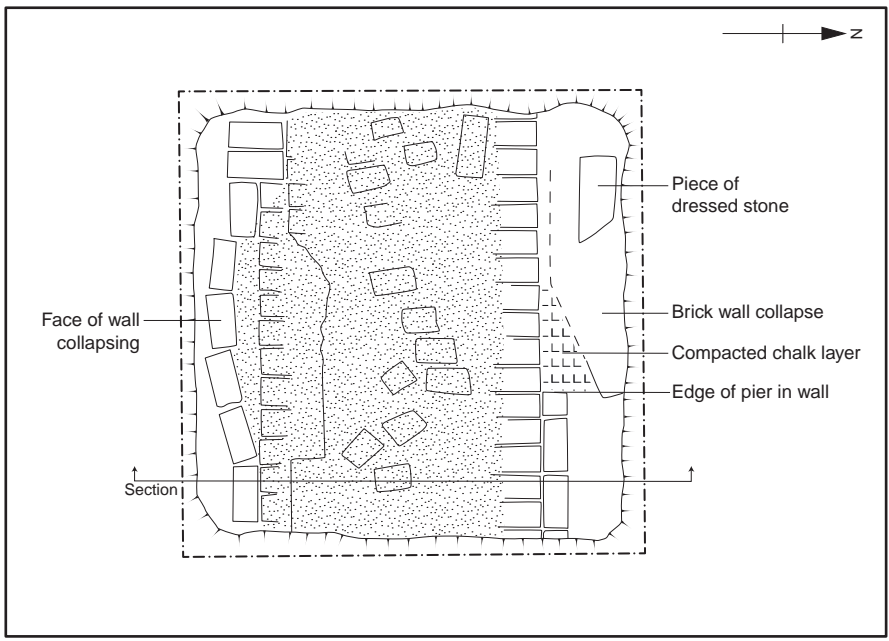 N
Piece of
dressed stone
Face of wall
collapsing
Brick wall collapse
Compacted chalk layer
Edge of pier in wall
Section